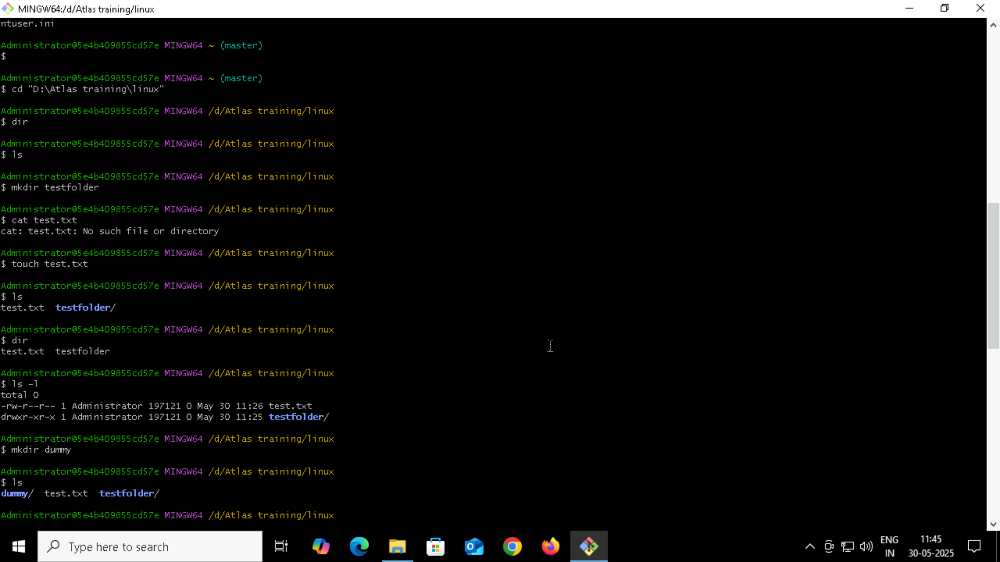 MINGW64:/d/Atlas training/linux
ntuser.ini
Administrator@5e4b409855cd57e MINGW64 ~ (master)
$
Administrator@5e4b409855cd57e MINGW64 ~ (master)
$ cd "D:\Atlas training\linux"
Administrator@5e4b409855cd57e MINGW64 /d/Atlas training/linux
$ dir
Administrator@5e4b409855cd57e MINGW64 /d/Atlas training/linux
$ ls
Administrator@5e4b409855cd57e MINGW64 /d/Atlas training/linux
$ mkdir testfolder
Administrator@5e4b409855cd57e MINGW64 /d/Atlas training/linux
$ cat test.txt
cat: test.txt: No such file or directory
Administrator@5e4b409855cd57e MINGW64 /d/Atlas training/linux
$ touch test.txt
Administrator@5e4b409855cd57e MINGW64 /d/Atlas training/linux
$ ls
test.txt  testfolder/
Administrator@5e4b409855cd57e MINGW64 /d/Atlas training/linux
$ dir
test.txt  testfolder
Administrator@5e4b409855cd57e MINGW64 /d/Atlas training/linux
$ ls -l
total 0
-rw-r--r-- 1 Administrator 197121 0 May 30 11:26 test.txt
drwxr-xr-x 1 Administrator 197121 0 May 30 11:25 testfolder/
Administrator@5e4b409855cd57e MINGW64 /d/Atlas training/linux
$ mkdir dummy
Administrator@5e4b409855cd57e MINGW64 /d/Atlas training/linux
$ ls
dummy/  test.txt  testfolder/
Administrator@5e4b409855cd57e MINGW64 /d/Atlas training/linux
Type here to search
ENG
IN
11:45
30-05-2025